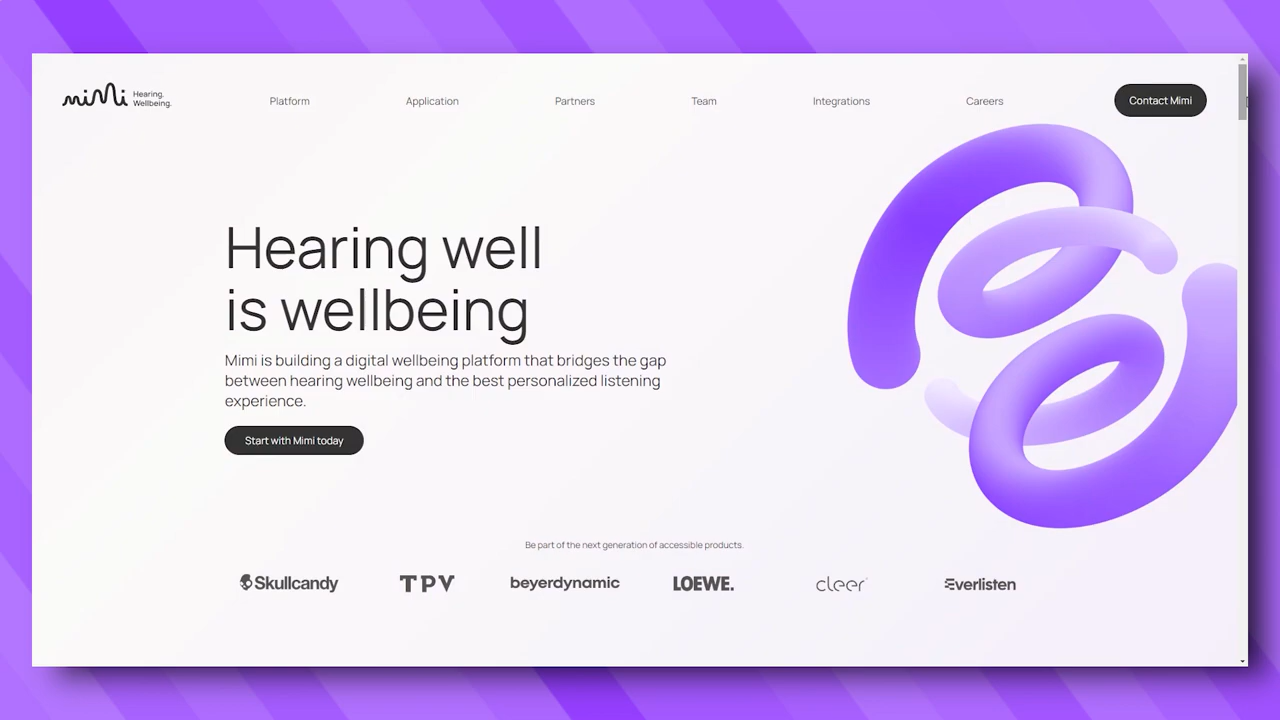 miMi Hearing.
Wellbeing.
Platform
Application
Partners
Team
Integrations
Careers
Contact Mimi
Hearing well
is wellbeing
Mimi is building a digital wellbeing platform that bridges the gap
between hearing wellbeing and the best personalized listening
experience.
Start with Mimi today
Be part of the next generation of accessible products.
Skullcandy
TPV
beyerdynamic
LOEWE.
cleer
Everlisten